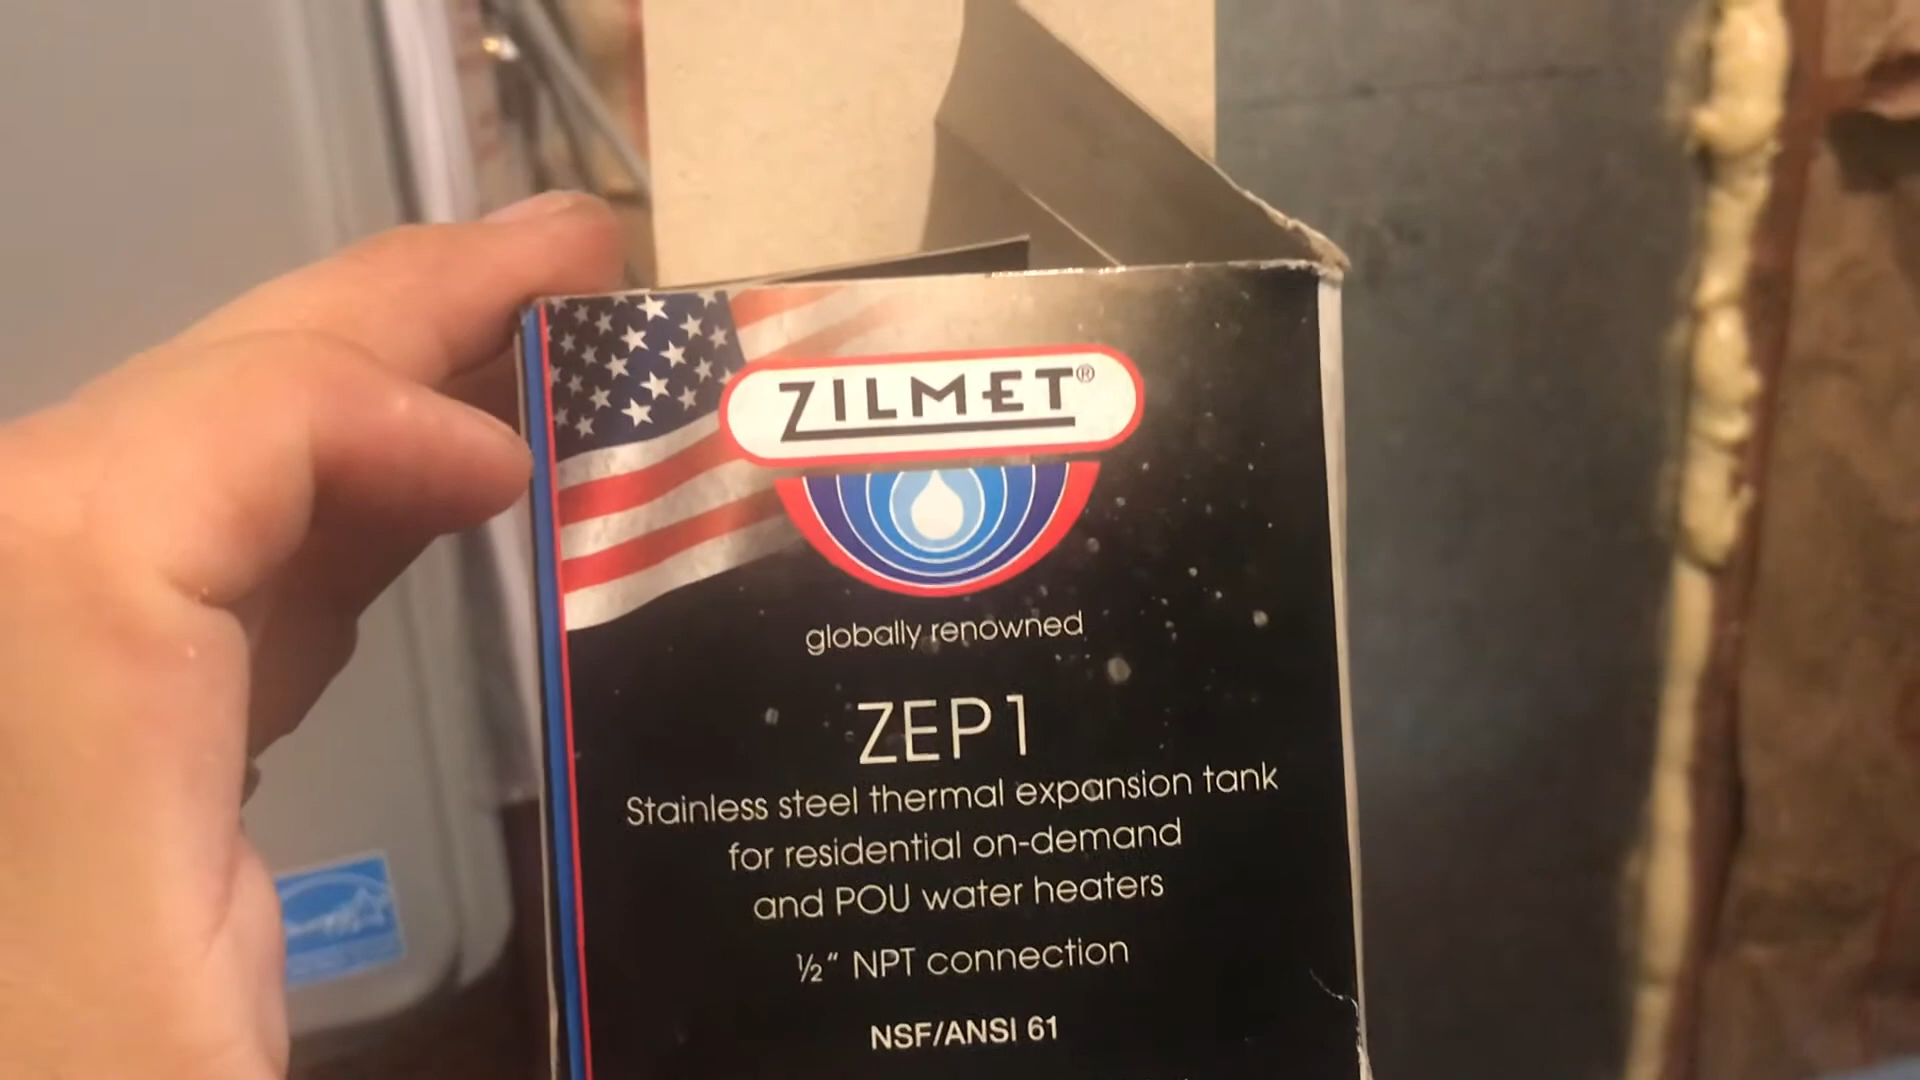 ZILMET®
globally renowned
ZEP1
Stainless steel thermal expansion tank
for residential on-demand
and POU water heaters
½" NPT connection
NSF/ANSI 61